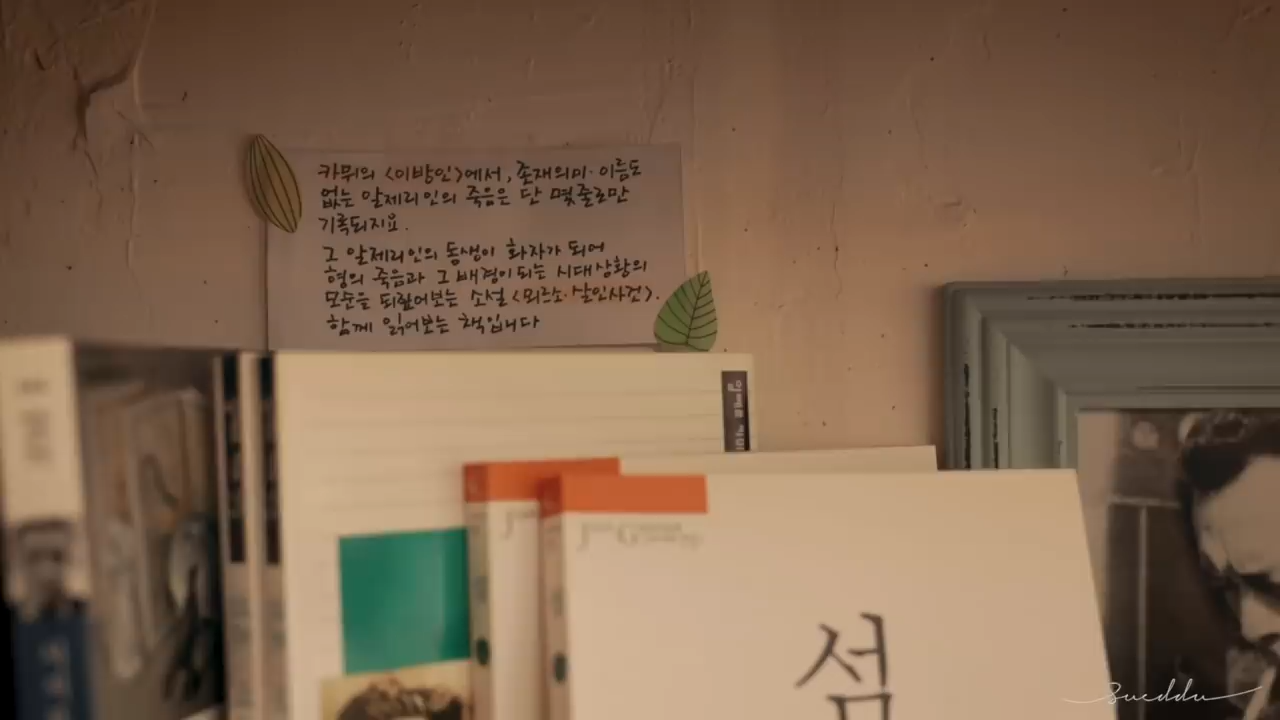 카뮈의 <이방인>에서, 존재의미·이름도
없는 알제리인의 죽음은 단 몇줄로만
기록되지요.
그 알제리인의 동생이 화자가 되어
형의 죽음과 그 배경이되는 시대상황의
모순을 되짚어보는 소설 <뫼르소·살인사건>.
함께 읽어보는 책입니다
섬
Sueddu